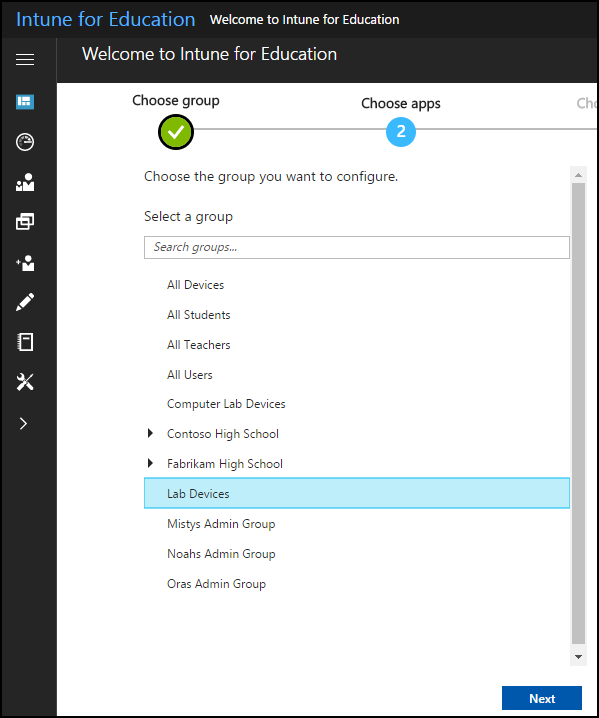 Intune for Education Welcome to Intune for Education
Welcome to Intune for Education
Choose group
Choose apps
Cho
2
Choose the group you want to configure.
Select a group
Search groups...
All Devices
All Students
All Teachers
All Users
Computer Lab Devices
Contoso High School
Fabrikam High School
Lab Devices
Mistys Admin Group
Noahs Admin Group
Oras Admin Group
Next